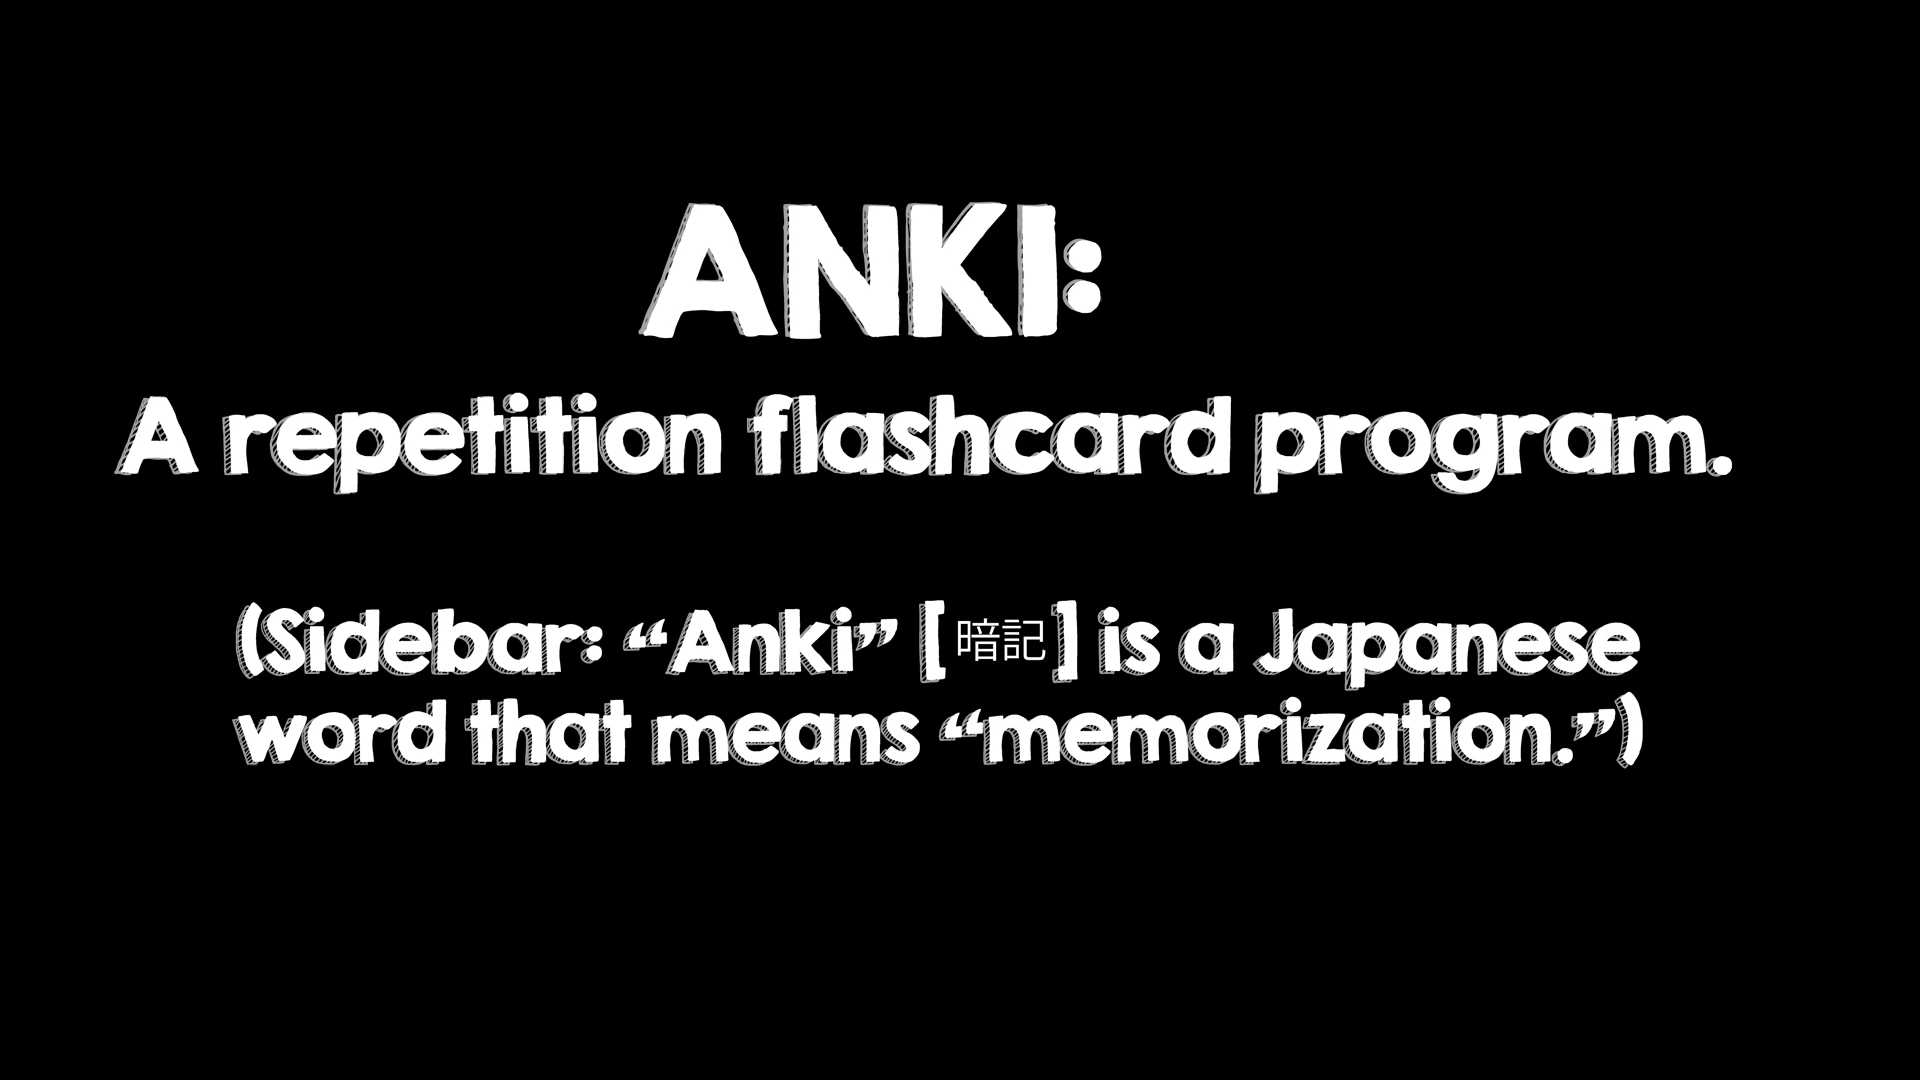 ANKI:
A repetition flashcard program.
(Sidebar: “Anki” [暗記] is a Japanese
word that means “memorization.”)